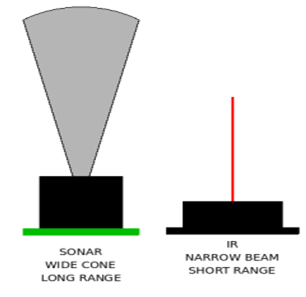 SONAR
WIDE CONE
LONG RANGE
IR
NARROW BEAM
SHORT RANGE